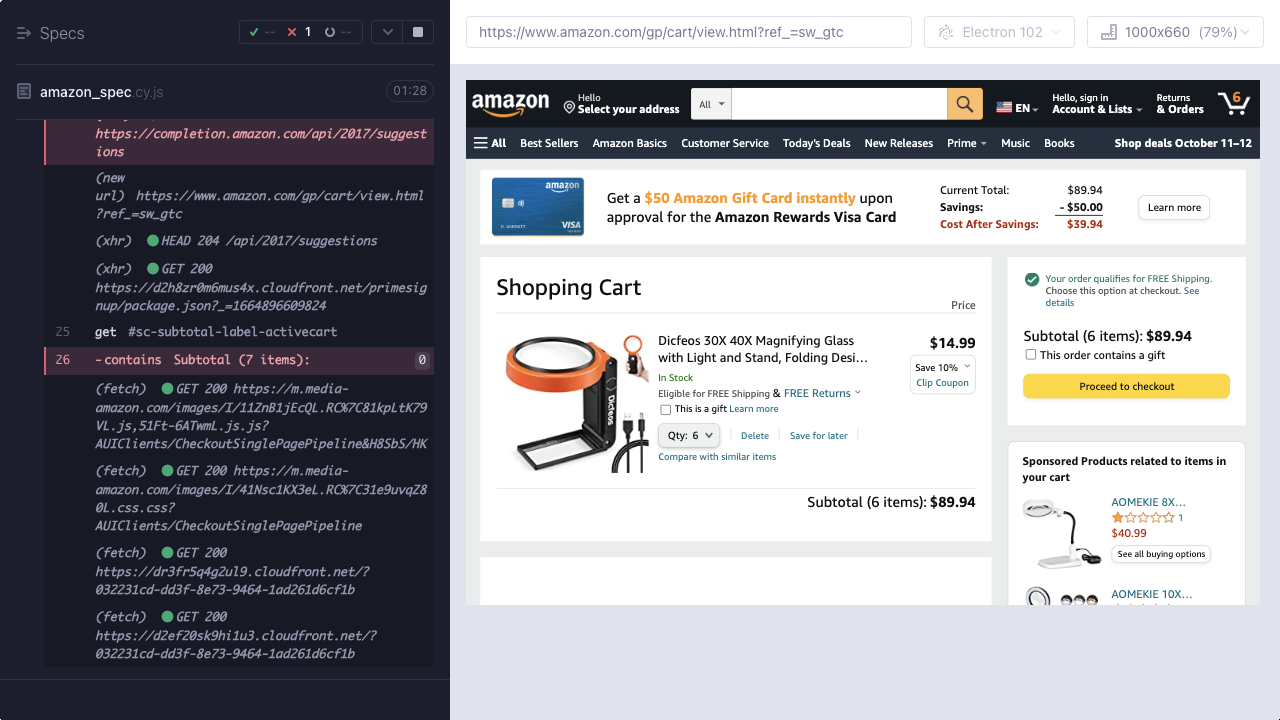 Specs
--
1
--
amazon_spec.cy.js
01:28
https://completion.amazon.com/api/2017/suggest
ions
(new
url) https://www.amazon.com/gp/cart/view.html
?ref_=sw_gtc
(xhr) HEAD 204 /api/2017/suggestions
(xhr) GET 200
https://d2h8zr0m6mus4x.cloudfront.net/primesig
nup/package.json?_=1664896609824
25 get #sc-subtotal-label-activecart
26 -contains Subtotal (7 items): 0
(fetch) GET 200 https://m.media-
amazon.com/images/I/11ZnB1jEcQL.RC%7C81kpLtK79
VL.js,51Ft-6ATwmL.js.js?
AUIClients/CheckoutSinglePagePipeline&H8SbS/HK
(fetch) GET 200 https://m.media-
amazon.com/images/I/41Nsc1KX3eL.RC%7C31e9uvqZ8
0L.css.css?
AUIClients/CheckoutSinglePagePipeline
(fetch) GET 200
https://dr3fr5q4g2ul9.cloudfront.net/?
032231cd-dd3f-8e73-9464-1ad261d6cf1b
(fetch) GET 200
https://d2ef20sk9hi1u3.cloudfront.net/?
032231cd-dd3f-8e73-9464-1ad261d6cf1b
https://www.amazon.com/gp/cart/view.html?ref_=sw_gtc
Electron 102
1000x660 (79%)
amazon
Hello
Select your address
All
EN
Hello, sign in
Account & Lists
Returns
& Orders
6
All Best Sellers Amazon Basics Customer Service Today's Deals New Releases Prime Music Books Shop deals October 11–12
amazon
D. BARRETT
VISA
Get a $50 Amazon Gift Card instantly upon
approval for the Amazon Rewards Visa Card
Current Total: $89.94
Savings: - $50.00
Cost After Savings: $39.94
Learn more
Shopping Cart
Price
Dicfeos
Dicfeos 30X 40X Magnifying Glass
with Light and Stand, Folding Desi…
In Stock
Eligible for FREE Shipping & FREE Returns
This is a gift Learn more
Qty: 6
Delete
Save for later
Compare with similar items
$14.99
Save 10%
Clip Coupon
Subtotal (6 items): $89.94
Your order qualifies for FREE Shipping.
Choose this option at checkout. See
details
Subtotal (6 items): $89.94
This order contains a gift
Proceed to checkout
Sponsored Products related to items in
your cart
AOMEKIE 8X…
1
$40.99
See all buying options
AOMEKIE 10X…